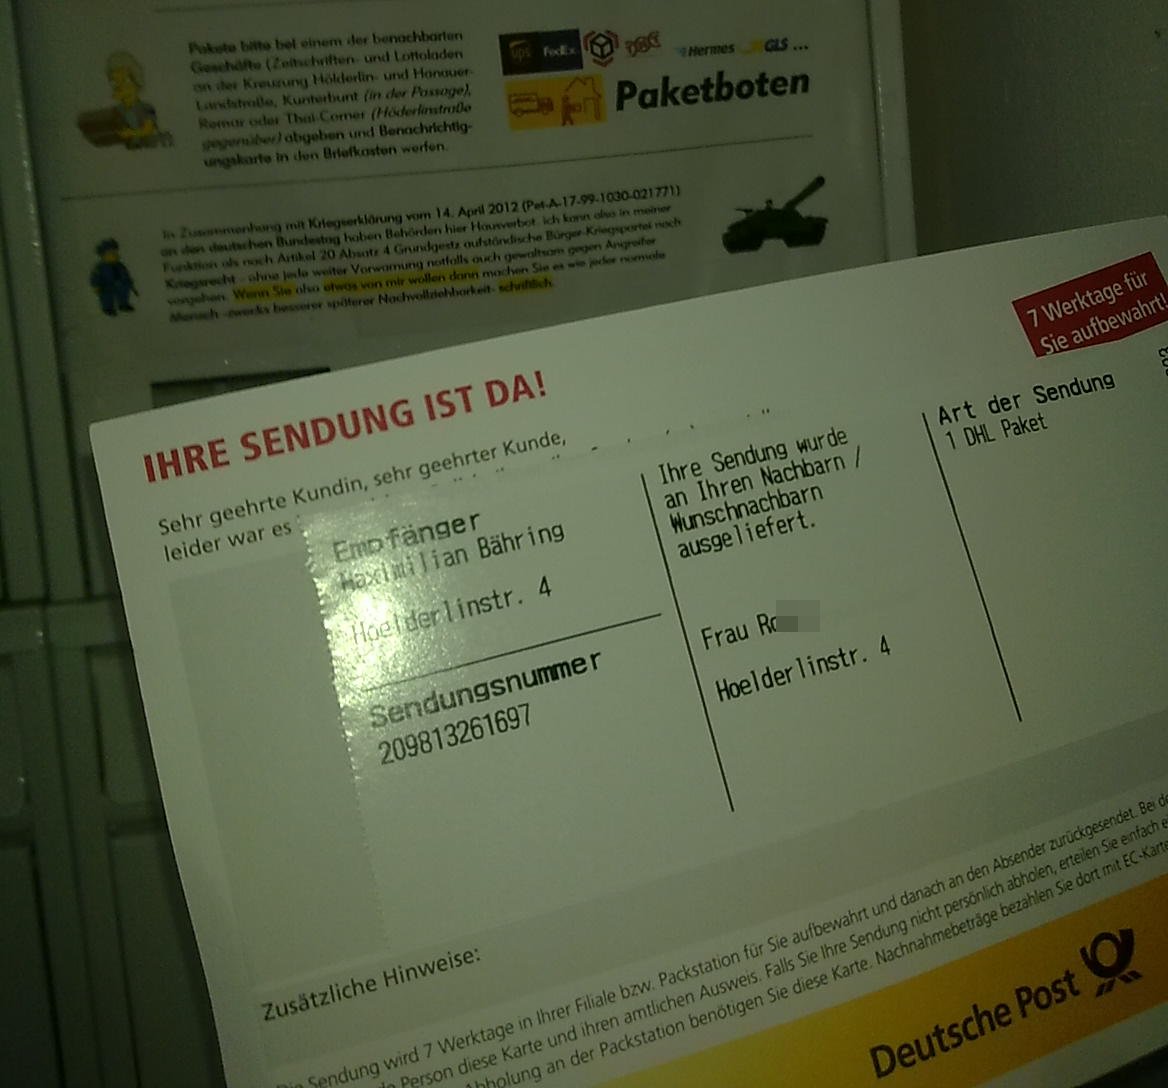 Pakete bitte bei einem der benachbarten
Geschäfte (Zeitschriften- und Lottoladen
an der Kreuzung Hölderlin- und Hanauer-
Landstraße, Kunterbunt (in der Passage),
Remar oder Thai-Corner (Höderlinstraße
gegenüber) abgeben und Benachrichtig-
ungskarte in den Briefkasten werfen.
ups FedEx Hermes GLS ...
Paketboten
In Zusammenhang mit Kriegserklärung vom 14. April 2012 (Pet-A-17-99-1030-021771)
an den deutschen Bundestag haben Behörden hier Hausverbot. ich kann also in meiner
Funktion als nach Artikel 20 Absatz 4 Grundgestz aufständische Bürger-Kriegspartei nach
Kriegsrecht - ohne jede weiter Vorwarnung notfalls auch gewaltsam gegen Angreifer
vorgehen. Wenn Sie also etwas von mir wollen dann machen Sie es wie jeder normale
Mensch -zwecks besserer späterer Nachvollziehbarkeit- schriftlich.
7 Werktage für
Sie aufbewahrt!
IHRE SENDUNG IST DA!
Sehr geehrte Kundin, sehr geehrter Kunde,
leider war es
Empfänger
Maximilian Bähring
Hoelderlinstr. 4
Sendungsnummer
209813261697
Ihre Sendung wurde
an Ihren Nachbarn /
Wunschnachbarn
ausgeliefert.
Frau Ro
Hoelderlinstr. 4
Art der Sendung
1 DHL Paket
Zusätzliche Hinweise:
Die Sendung wird 7 Werktage in Ihrer Filiale bzw. Packstation für Sie aufbewahrt und danach an den Absender zurückgesendet. Bei
Person diese Karte und ihren amtlichen Ausweis. Falls Sie Ihre Sendung nicht persönlich abholen, erteilen Sie einfach
Abholung an der Packstation benötigen Sie diese Karte. Nachnahmebeträge bezahlen Sie dort mit EC-Karte
Deutsche Post